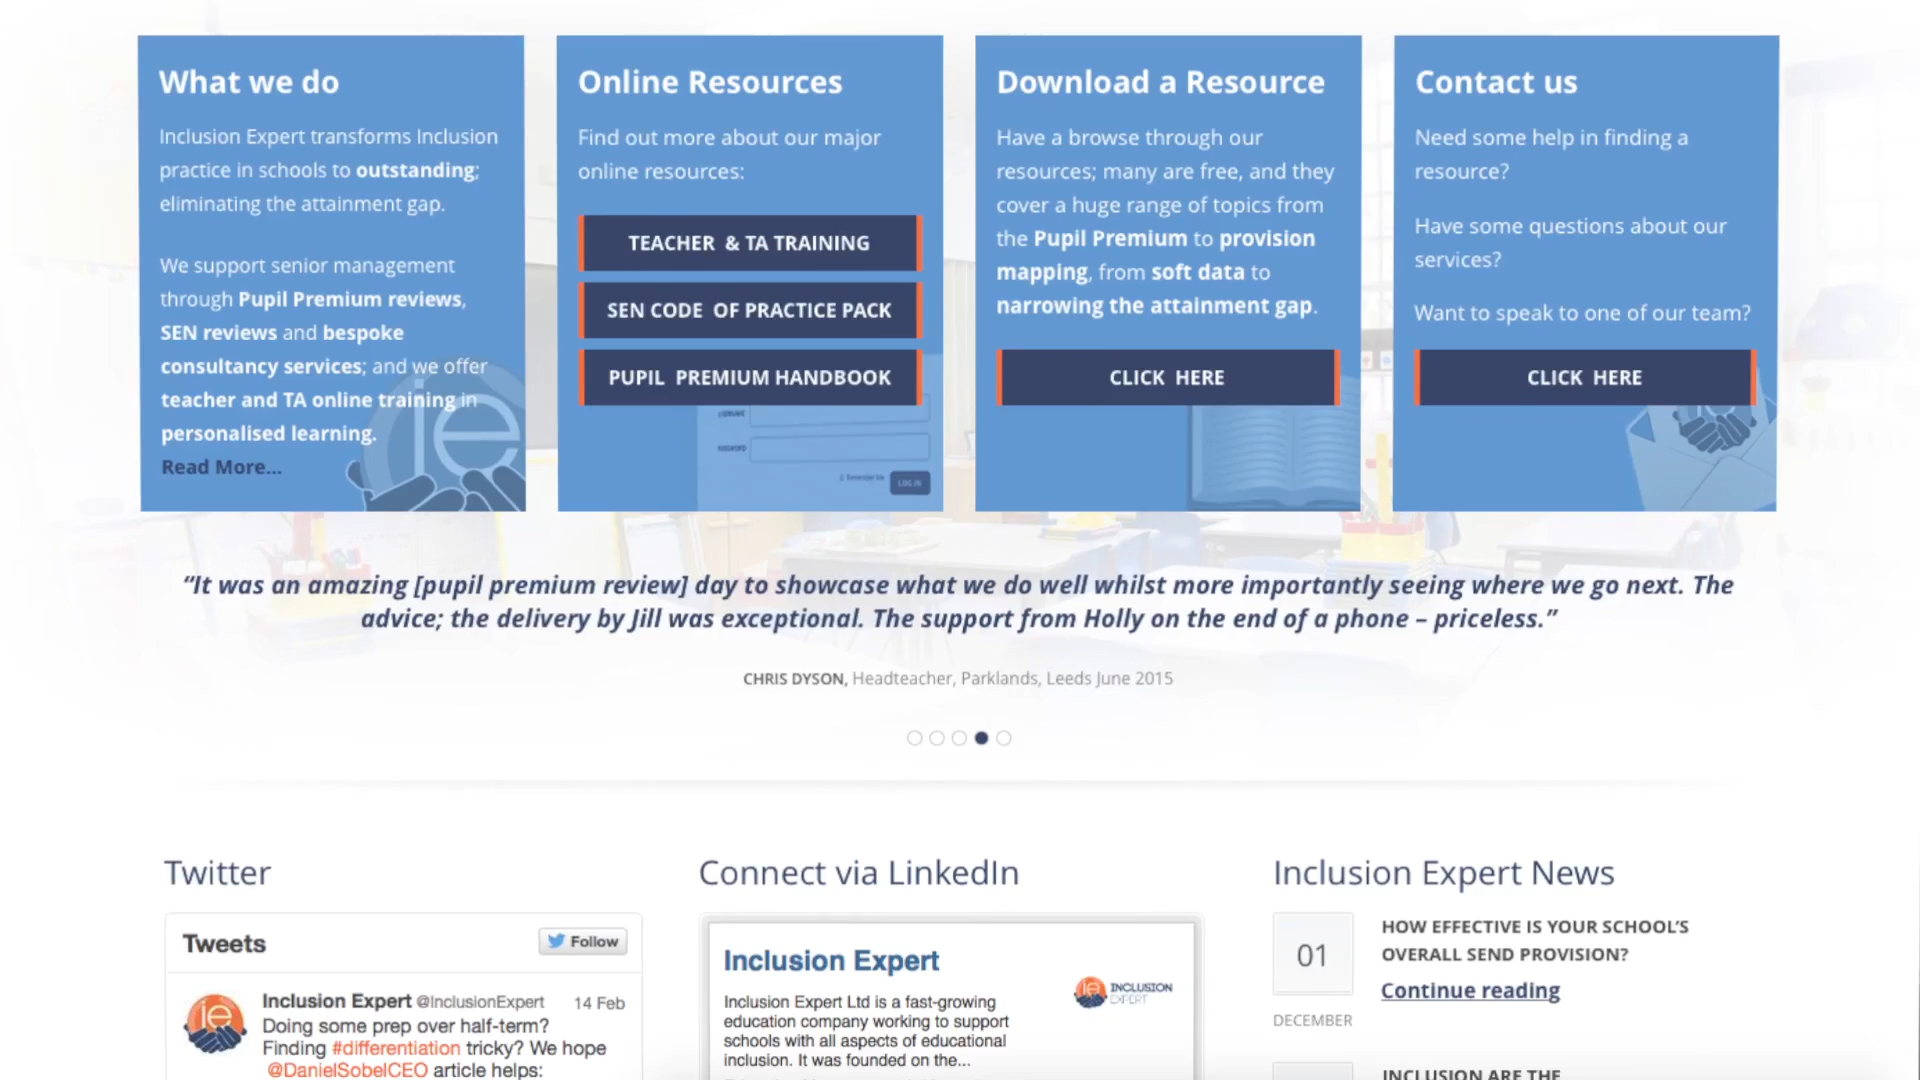 What we do
Inclusion Expert transforms Inclusion
practice in schools to outstanding;
eliminating the attainment gap.
We support senior management
through Pupil Premium reviews,
SEN reviews and bespoke
consultancy services; and we offer
teacher and TA online training in
personalised learning.
Read More...
ie
Online Resources
Find out more about our major
online resources:
TEACHER & TA TRAINING
SEN CODE OF PRACTICE PACK
PUPIL PREMIUM HANDBOOK
PASSWORD
Remember Me
LOG IN
Download a Resource
Have a browse through our
resources; many are free, and they
cover a huge range of topics from
the Pupil Premium to provision
mapping, from soft data to
narrowing the attainment gap.
CLICK HERE
Contact us
Need some help in finding a
resource?
Have some questions about our
services?
Want to speak to one of our team?
CLICK HERE
“It was an amazing [pupil premium review] day to showcase what we do well whilst more importantly seeing where we go next. The
advice; the delivery by Jill was exceptional. The support from Holly on the end of a phone – priceless.”
CHRIS DYSON, Headteacher, Parklands, Leeds June 2015
Twitter
Tweets
Follow
ie
Inclusion Expert @InclusionExpert 14 Feb
Doing some prep over half-term?
Finding #differentiation tricky? We hope
@DanielSobelCEO article helps:
Connect via LinkedIn
Inclusion Expert
ie INCLUSION
EXPERT
Inclusion Expert Ltd is a fast-growing
education company working to support
schools with all aspects of educational
inclusion. It was founded on the...
Inclusion Expert News
01
DECEMBER
HOW EFFECTIVE IS YOUR SCHOOL’S
OVERALL SEND PROVISION?
Continue reading
INCLUSION ARE THE